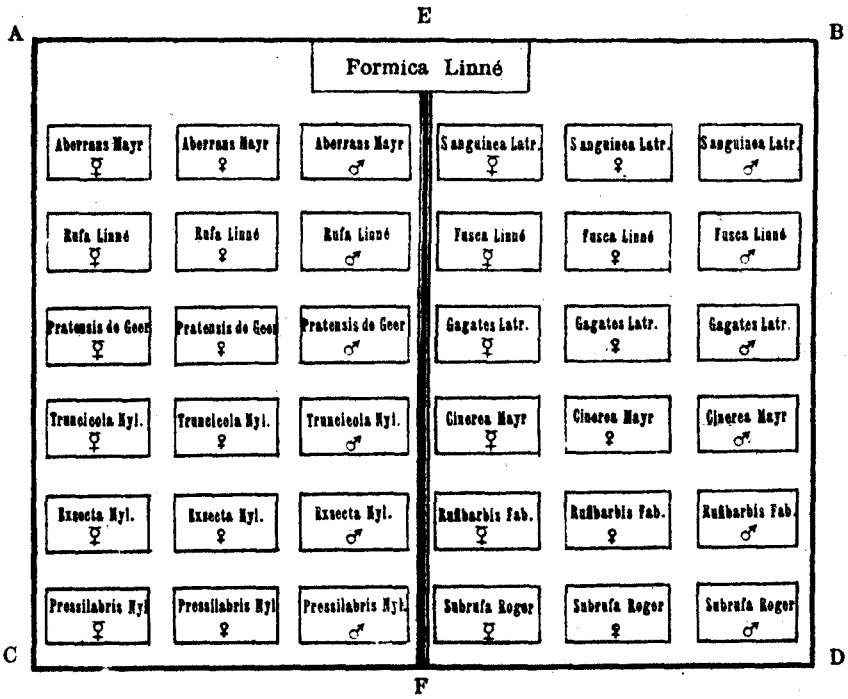 E
A B
Formica Linné
Aberrans Mayr Aberrans Mayr Aberrans Mayr Sanguinea Latr. Sanguinea Latr. Sanguinea Latr.
☿ ♀ ♂ ☿ ♀ ♂
Rufa Linné Rufa Linné Rufa Linné Fusca Linné Fusca Linné Fusca Linné
☿ ♀ ♂ ☿ ♀ ♂
Pratensis de Geer Pratensis de Geer Pratensis de Geer Gagates Latr. Gagates Latr. Gagates Latr.
☿ ♀ ♂ ☿ ♀ ♂
Truncicola Nyl. Truncicola Nyl. Truncicola Nyl. Cinerea Mayr Cinerea Mayr Cinerea Mayr
☿ ♀ ♂ ☿ ♀ ♂
Exsecta Nyl. Exsecta Nyl. Exsecta Nyl. Rufibarbis Fab. Rufibarbis Fab. Rufibarbis Fab.
☿ ♀ ♂ ☿ ♀ ♂
Pressilabris Nyl Pressilabris Nyl Pressilabris Nyl. Subrufa Roger Subrufa Roger Subrufa Roger
☿ ♀ ♂ ☿ ♀ ♂
C D
F